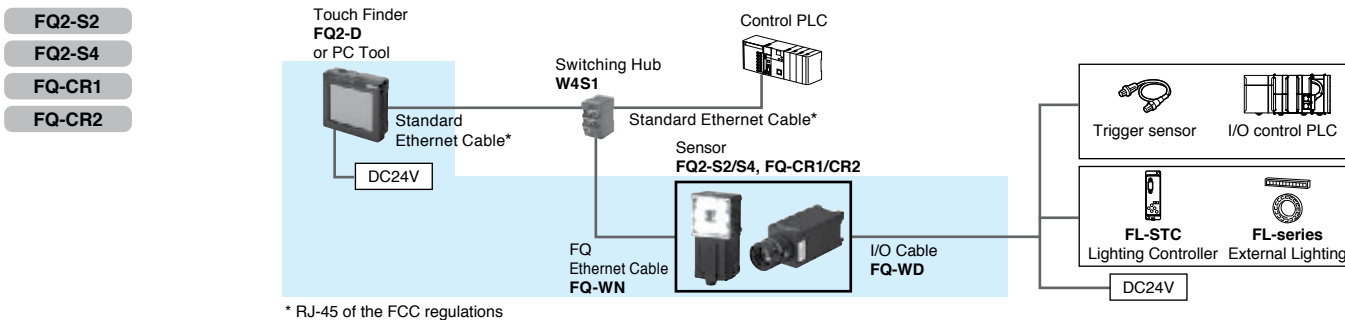 FQ2-S2
FQ2-S4
FQ-CR1
FQ-CR2
Touch Finder
FQ2-D
or PC Tool
Switching Hub
W4S1
Control PLC
Standard
Ethernet Cable*
Standard Ethernet Cable*
DC24V
Sensor
FQ2-S2/S4, FQ-CR1/CR2
FQ
Ethernet Cable
FQ-WN
I/O Cable
FQ-WD
Trigger sensor
I/O control PLC
FL-STC
Lighting Controller
FL-series
External Lighting
DC24V
* RJ-45 of the FCC regulations